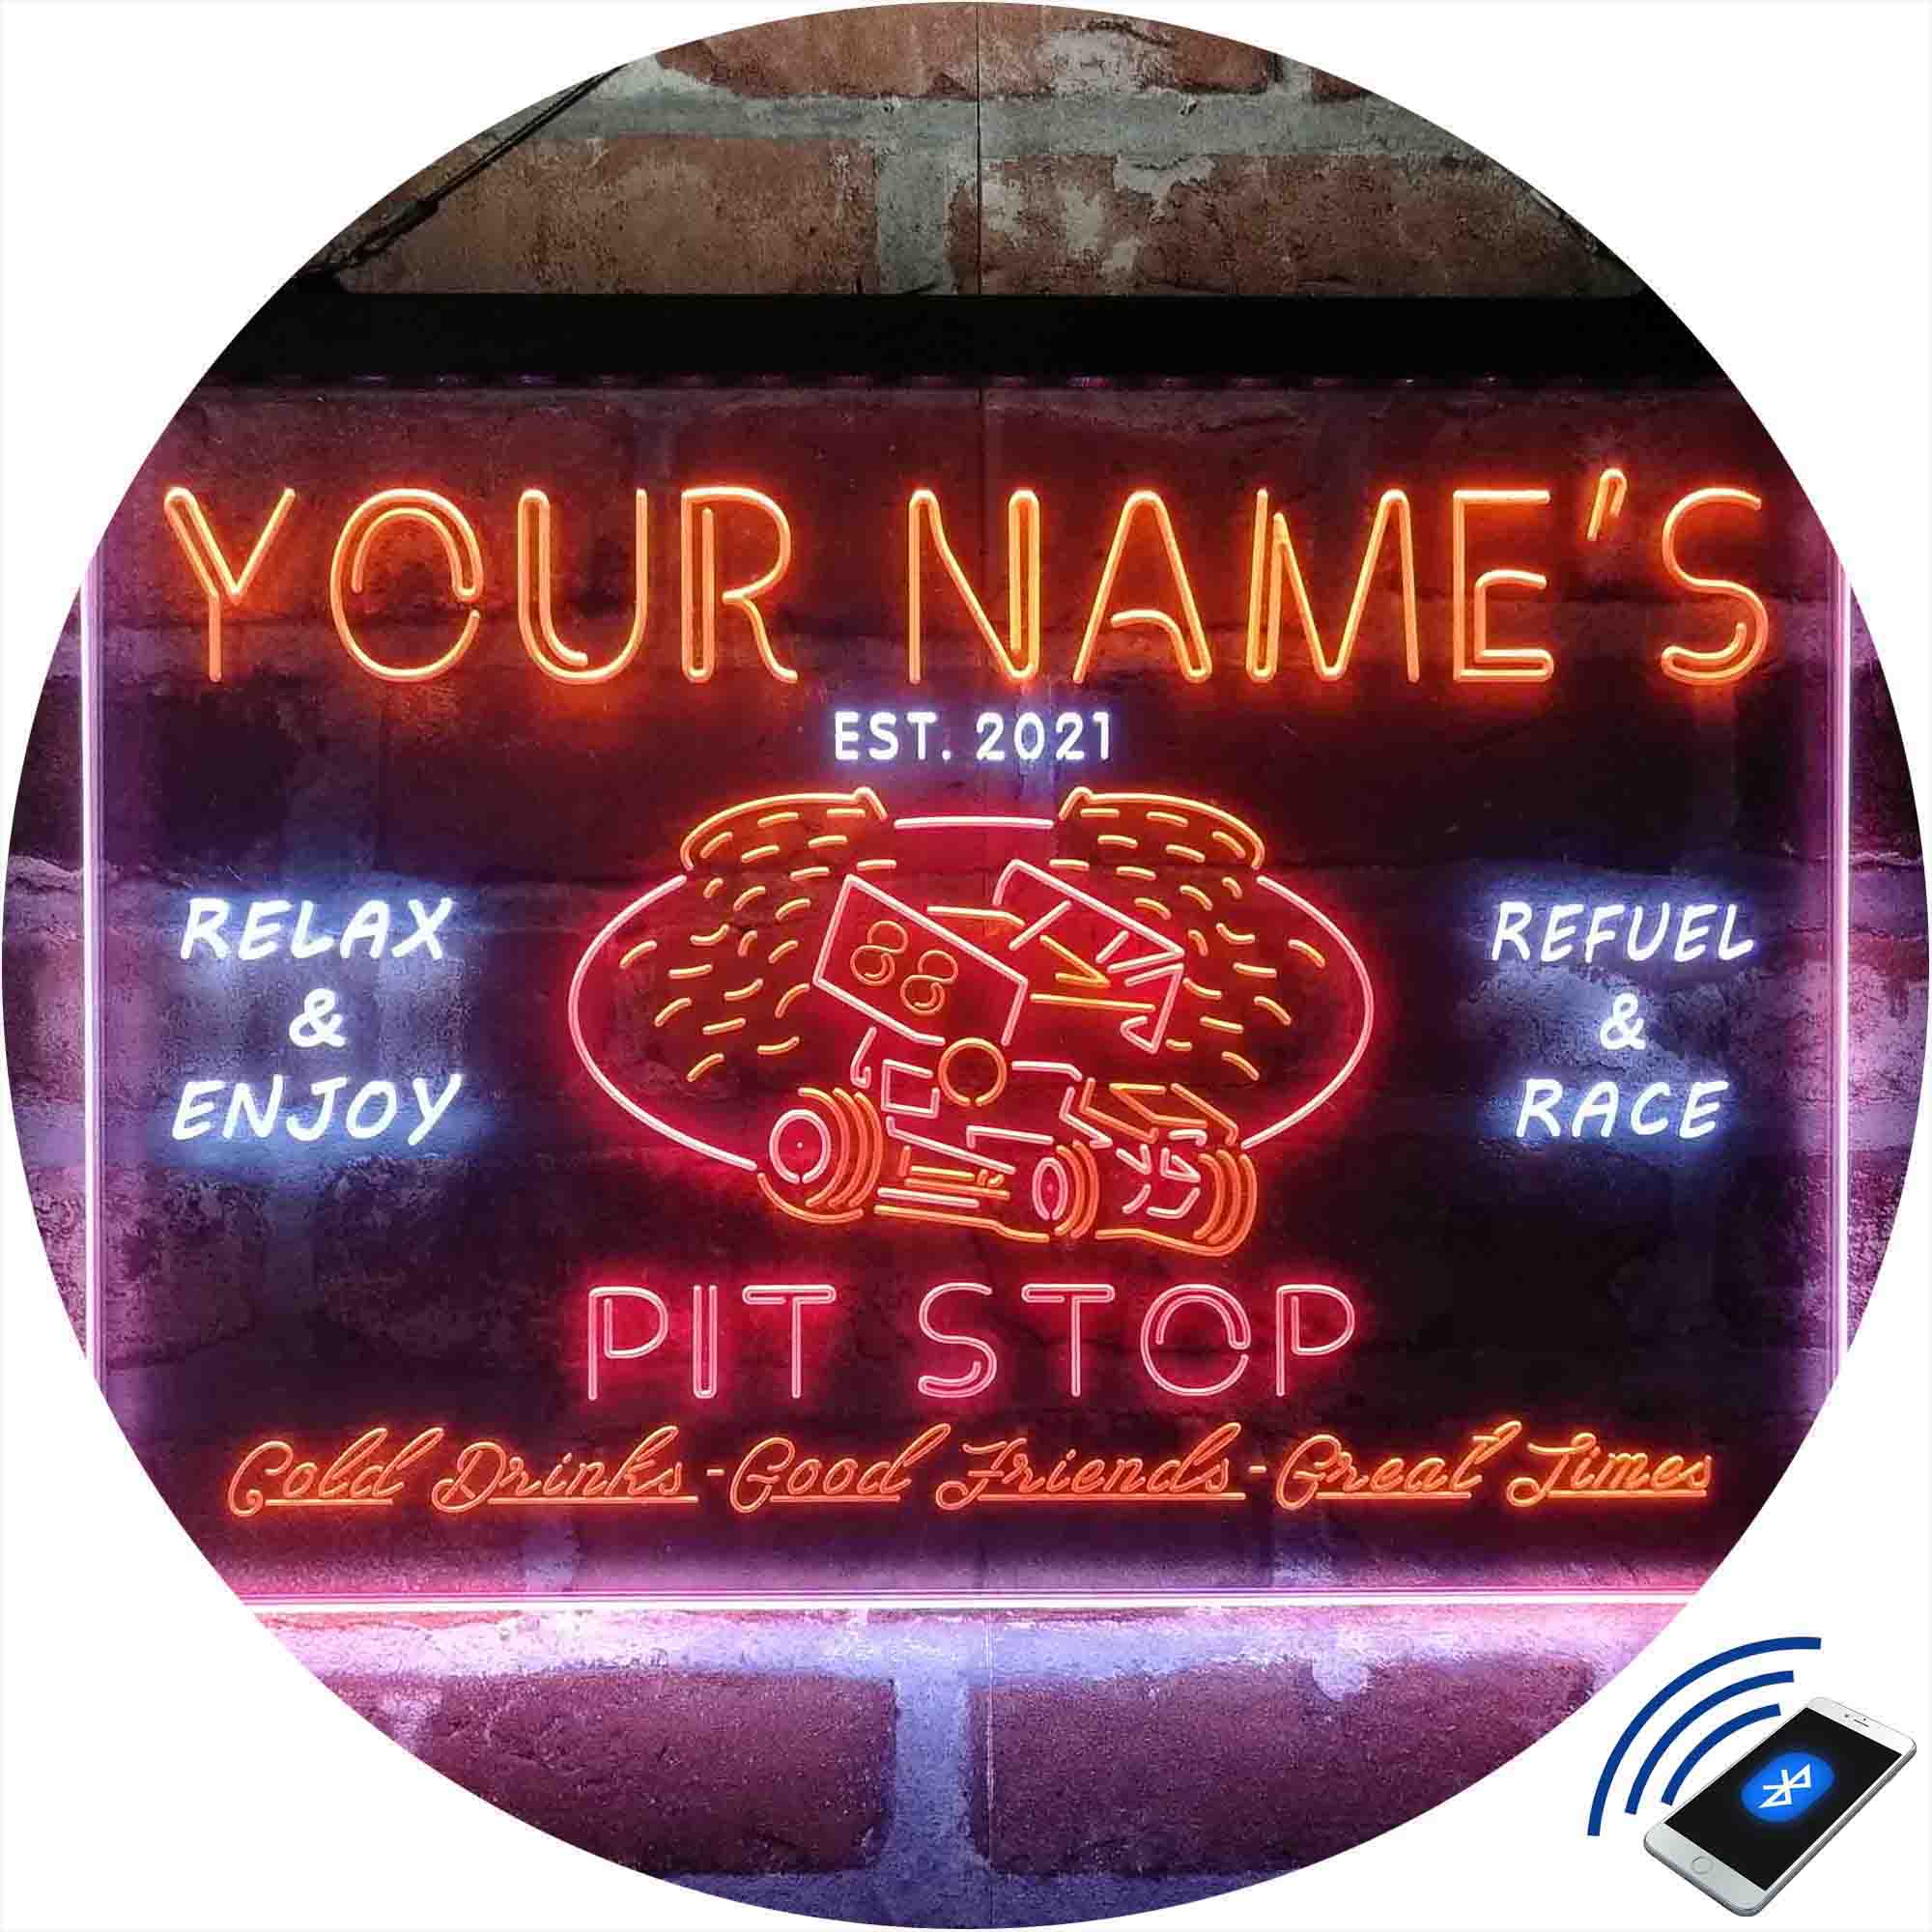 YOUR NAME'S
EST. 2021
RELAX
&
ENJOY
88
REFUEL
&
RACE
PIT STOP
Cold Drinks - Good Friends - Great Times